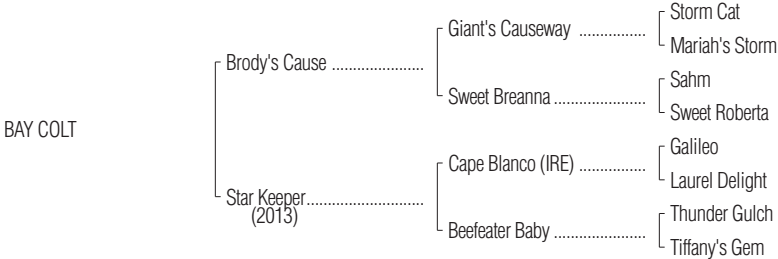 Storm Cat
Giant's Causeway ................
Mariah's Storm
Brody's Cause ......................
Sahm
Sweet Breanna ......................
Sweet Roberta
BAY COLT
Galileo
Cape Blanco (IRE) ................
Laurel Delight
Star Keeper............................
(2013)
Thunder Gulch
Beefeater Baby ......................
Tiffany's Gem